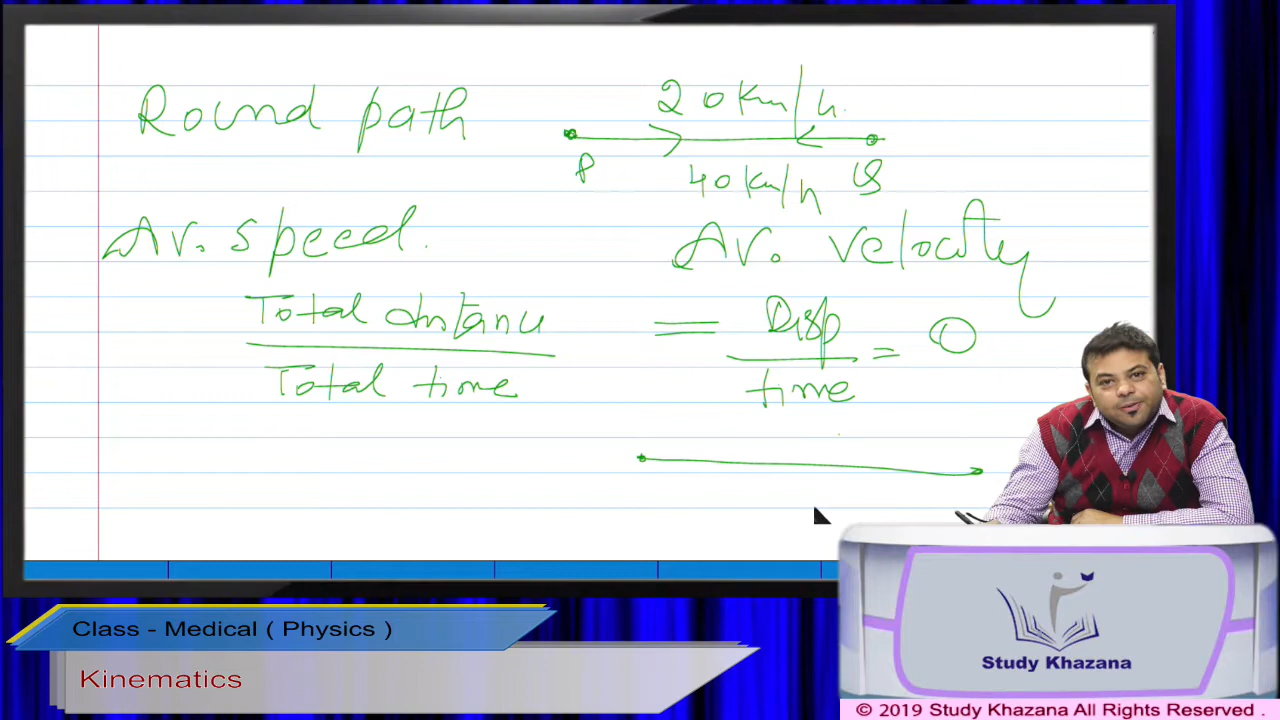 Round path
20 Km/h.
P
40 Km/h
Q
Av. speed.
Av. velocity
Total distance
Total time
= Disp
time
= 0
Class - Medical ( Physics )
Kinematics
Study Khazana
© 2019 Study Khazana All Rights Reserved .